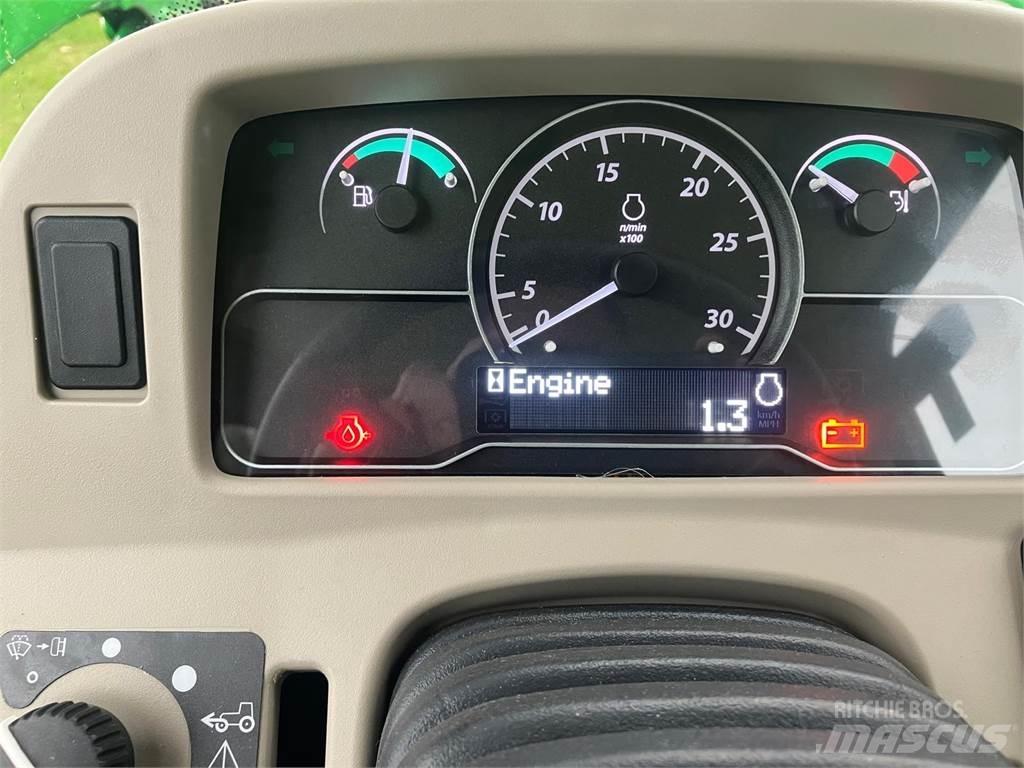 15
20
10
n/min
x100
25
5
0
30
Engine
1.3
km/h
MPH
RITCHIE BROS
MASCUS